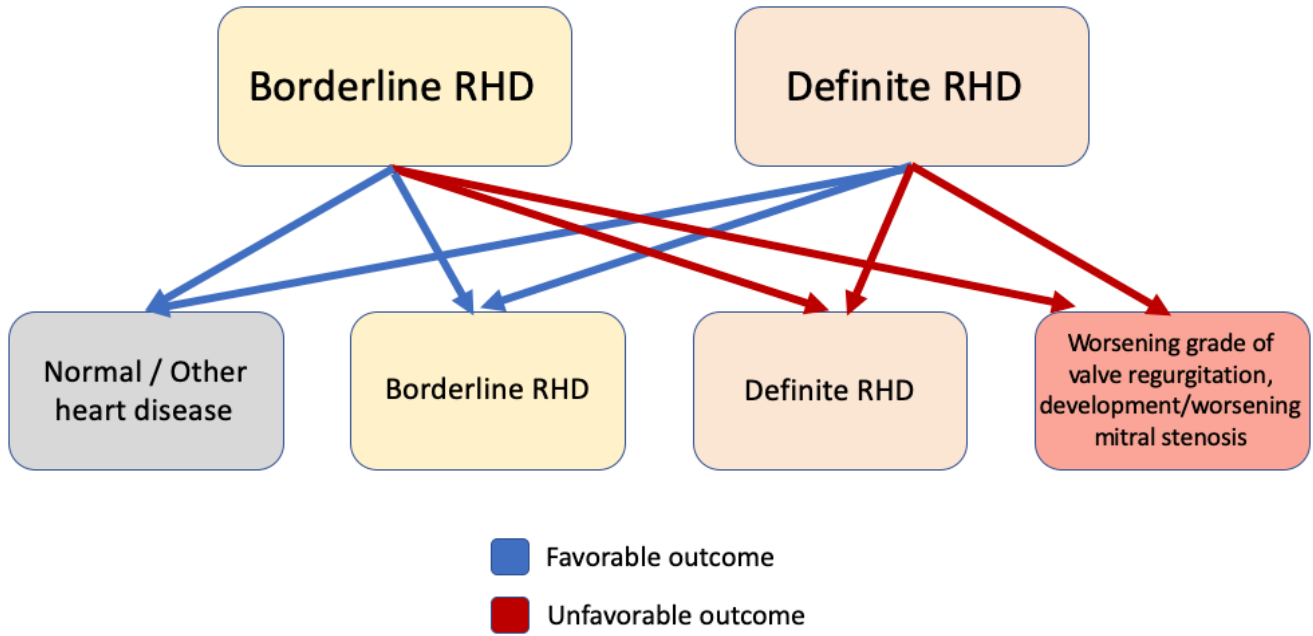 Borderline RHD
Definite RHD
Normal / Other
heart disease
Borderline RHD
Definite RHD
Worsening grade of
valve regurgitation,
development/worsening
mitral stenosis
Favorable outcome
Unfavorable outcome